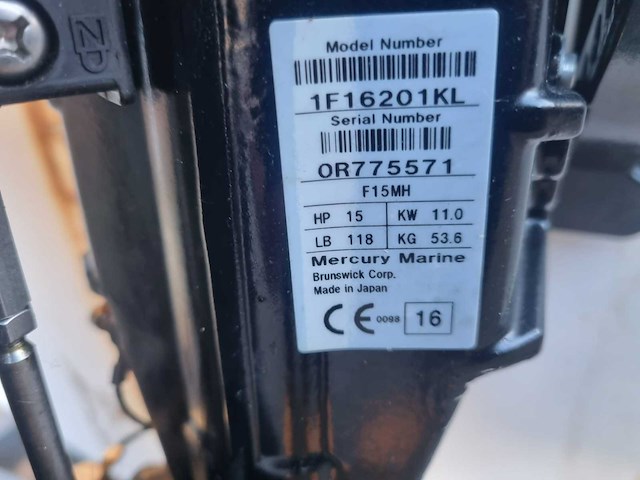 Model Number
1F16201KL
Serial Number
0R775571
F15MH
HP 15 KW 11.0
LB 118 KG 53.6
Mercury Marine
Brunswick Corp.
Made in Japan
CE 0098 16